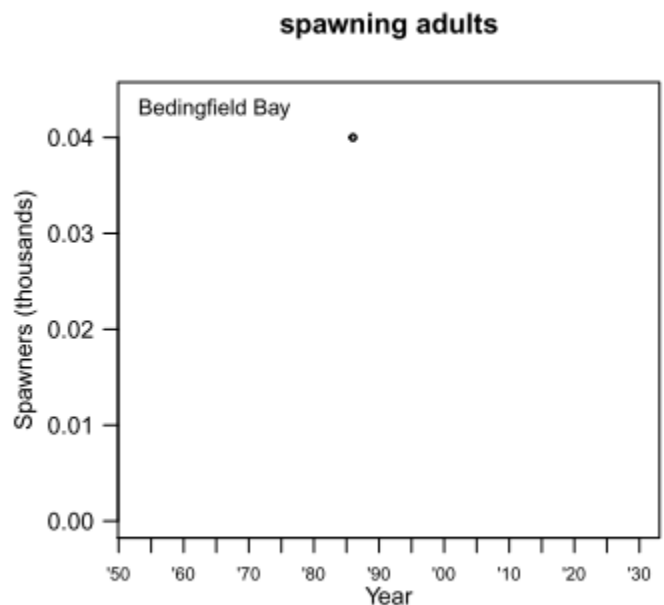 spawning adults
Bedingfield Bay
Spawners (thousands)
0.04
0.03
0.02
0.01
0.00
'50 '60 '70 '80 '90 '00 '10 '20 '30
Year